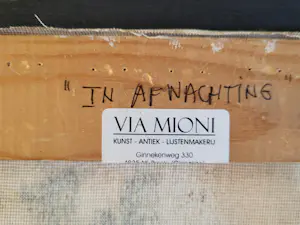 "IN AFWACHTING"
VIA MIONI
KUNST - ANTIEK - LIJSTENMAKERIJ
Ginnekenweg 330